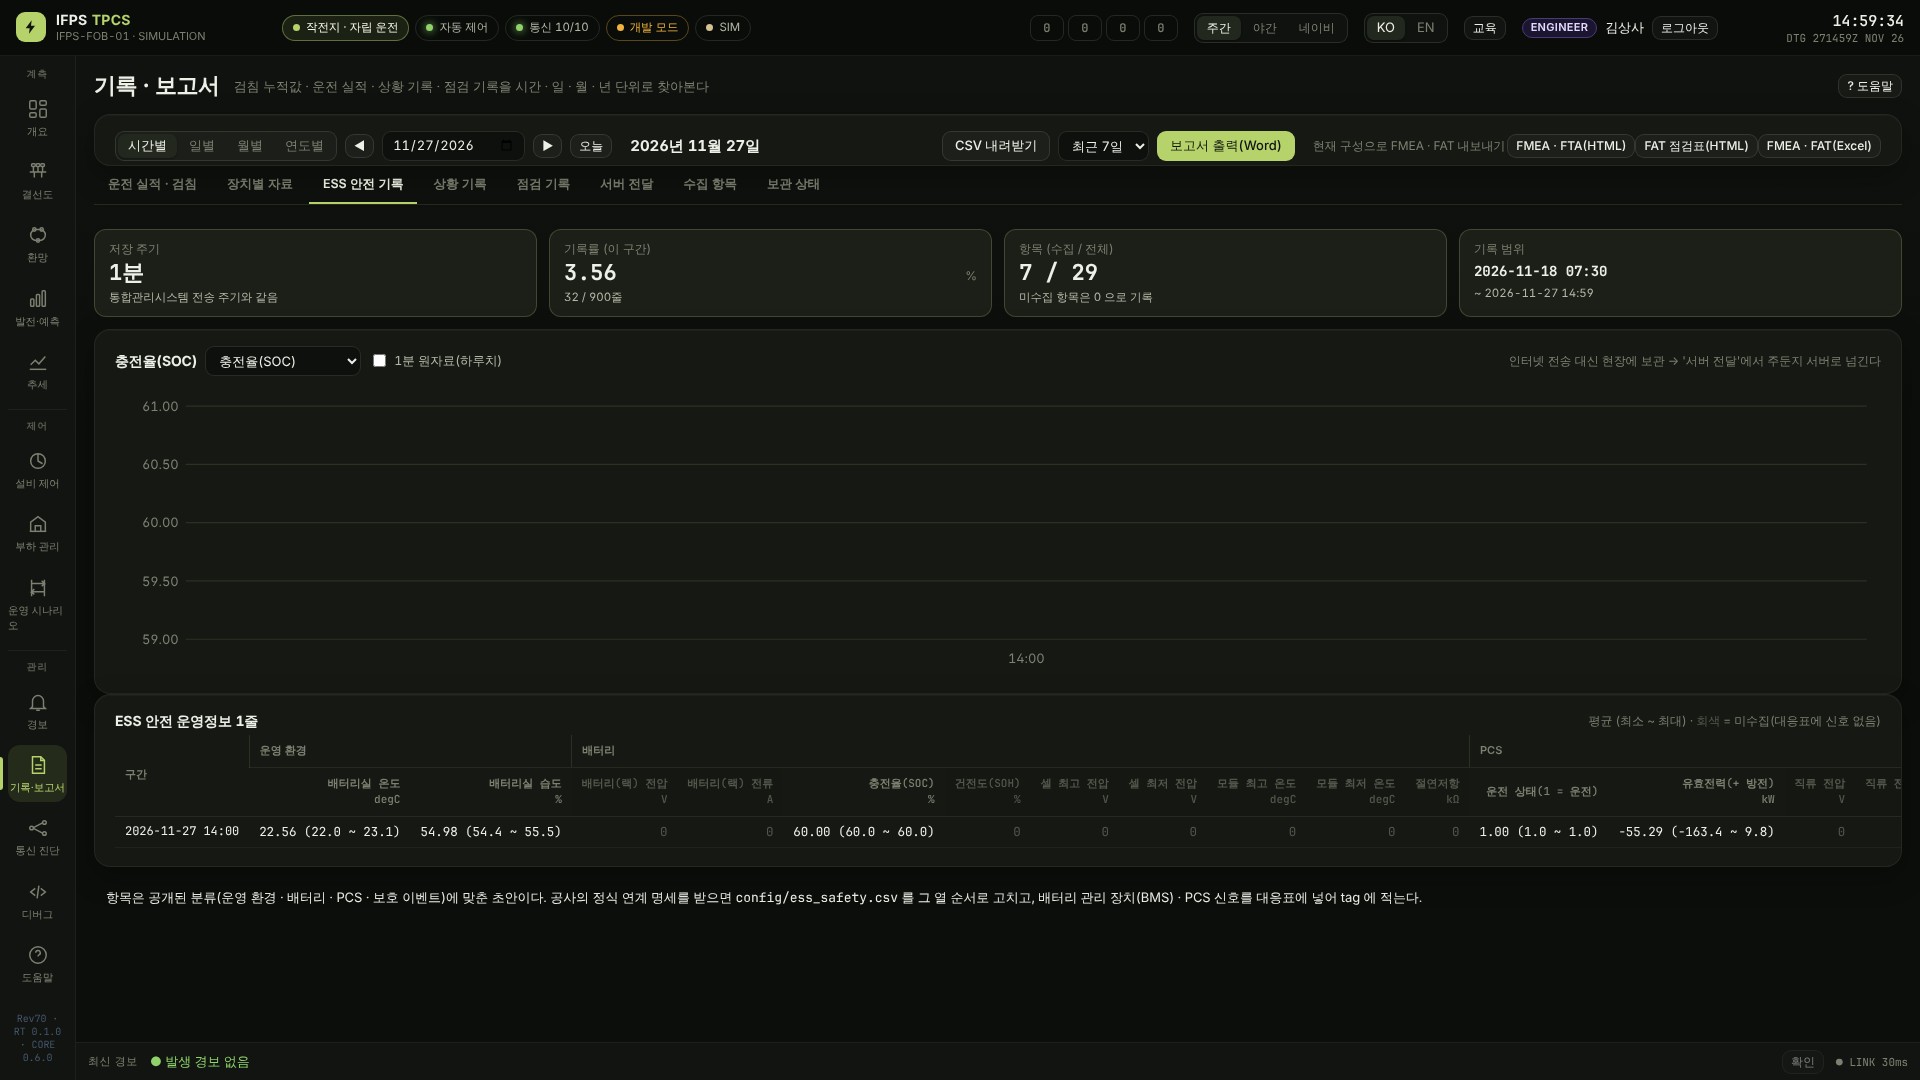 IFPS TPCS
IFPS-FOB-01 · SIMULATION
작전지 · 자립 운전
자동 제어
통신 10/10
개발 모드
SIM
0 0 0 0
주간 야간 네이비
KO EN
교육
ENGINEER 김상사 로그아웃
14:59:34
DTG 271459Z NOV 26
계측
개요
결선도
환망
발전·예측
추세
제어
설비 제어
부하 관리
운영 시나리
오
관리
경보
기록·보고서
통신 진단
디버그
도움말
Rev70 ·
RT 0.1.0
· CORE
0.6.0
기록 · 보고서 검침 누적값 · 운전 실적 · 상황 기록 · 점검 기록을 시간 · 일 · 월 · 년 단위로 찾아본다
? 도움말
시간별 일별 월별 연도별
◀ 11/27/2026 ▶ 오늘 2026년 11월 27일
CSV 내려받기 최근 7일 보고서 출력(Word)
현재 구성으로 FMEA · FAT 내보내기 FMEA · FTA(HTML) FAT 점검표(HTML) FMEA · FAT(Excel)
운전 실적 · 검침 장치별 자료 ESS 안전 기록 상황 기록 점검 기록 서버 전달 수집 항목 보관 상태
저장 주기
1분
통합관리시스템 전송 주기와 같음
기록률 (이 구간)
3.56 %
32 / 900줄
항목 (수집 / 전체)
7 / 29
미수집 항목은 0 으로 기록
기록 범위
2026-11-18 07:30
~ 2026-11-27 14:59
충전율(SOC) 충전율(SOC) 1분 원자료(하루치)
인터넷 전송 대신 현장에 보관 → '서버 전달'에서 주둔지 서버로 넘긴다
61.00
60.50
60.00
59.50
59.00
14:00
ESS 안전 운영정보 1줄
평균 (최소 ~ 최대) · 회색 = 미수집(대응표에 신호 없음)
구간 운영 환경 배터리 PCS
배터리실 온도 배터리실 습도 배터리(랙) 전압 배터리(랙) 전류 충전율(SOC) 건전도(SOH) 셀 최고 전압 셀 최저 전압 모듈 최고 온도 모듈 최저 온도 절연저항 운전 상태(1 = 운전) 유효전력(+ 방전) 직류 전압 직류 전
degC % V A % % V V degC degC kΩ kW V
2026-11-27 14:00 22.56 (22.0 ~ 23.1) 54.98 (54.4 ~ 55.5) 0 0 60.00 (60.0 ~ 60.0) 0 0 0 0 0 0 1.00 (1.0 ~ 1.0) -55.29 (-163.4 ~ 9.8) 0
항목은 공개된 분류(운영 환경 · 배터리 · PCS · 보호 이벤트)에 맞춘 초안이다. 공사의 정식 연계 명세를 받으면 config/ess_safety.csv 를 그 열 순서로 고치고, 배터리 관리 장치(BMS) · PCS 신호를 대응표에 넣어 tag 에 적는다.
최신 경보 발생 경보 없음
확인 LINK 30ms